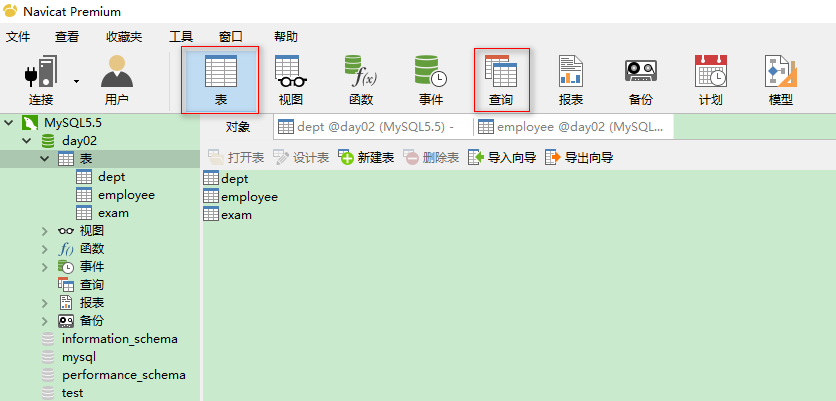 Navicat Premium
文件 查看 收藏夹 工具 窗口 帮助
连接 用户 表 视图 函数 事件 查询 报表 备份 计划 模型
f(x)
MySQL5.5
对象 dept @day02 (MySQL5.5) - employee @day02 (MySQL...
day02
表
打开表 设计表 新建表 删除表 导入向导 导出向导
dept
employee
exam
dept
employee
exam
视图
f() 函数
事件
查询
报表
备份
information_schema
mysql
performance_schema
test